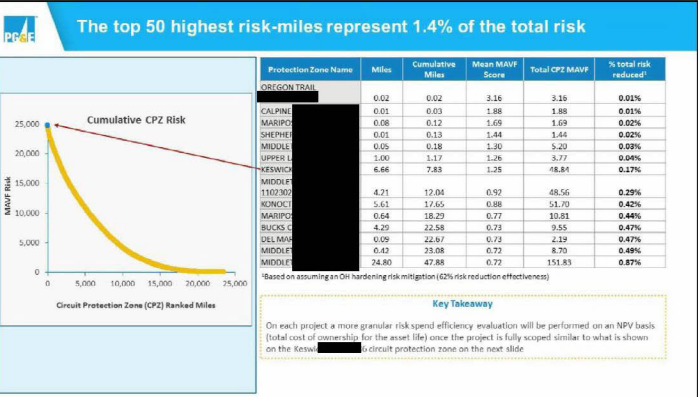 PG&E
The top 50 highest risk-miles represent 1.4% of the total risk
Cumulative CPZ Risk
25,000
20,000
15,000
10,000
5,000
0
MAVF Risk
0 5,000 10,000 15,000 20,000 25,000
Circuit Protection Zone (CPZ) Ranked Miles
Protection Zone Name Miles Cumulative Miles Mean MAVF Score Total CPZ MAVF % total risk reduced¹
OREGON TRAIL
0.02 0.02 3.16 3.16 0.01%
CALPINE 0.01 0.03 1.88 1.88 0.01%
MARIPO 0.08 0.12 1.69 1.69 0.02%
SHEPHE 0.01 0.13 1.44 1.44 0.02%
MIDDLET 0.05 0.18 1.30 5.20 0.03%
UPPER L 1.00 1.17 1.26 3.77 0.04%
KESWICK 6.66 7.83 1.25 48.84 0.17%
MIDDLET
1102302 4.21 12.04 0.92 48.56 0.29%
KONOCT 5.61 17.65 0.88 51.70 0.42%
MARIPO 0.64 18.29 0.77 10.81 0.44%
BUCKS C 4.29 22.58 0.73 9.55 0.47%
DEL MAR 0.09 22.67 0.73 2.19 0.47%
MIDDLET 0.42 23.08 0.72 8.70 0.49%
MIDDLET 24.80 47.88 0.72 151.83 0.87%
¹Based on assuming an OH hardening risk mitigation (62% risk reduction effectiveness)
Key Takeaway
On each project a more granular risk spend efficiency evaluation will be performed on an NPV basis
(total cost of ownership for the asset life) once the project is fully scoped similar to what is shown
on the Keswi 6 circuit protection zone on the next slide